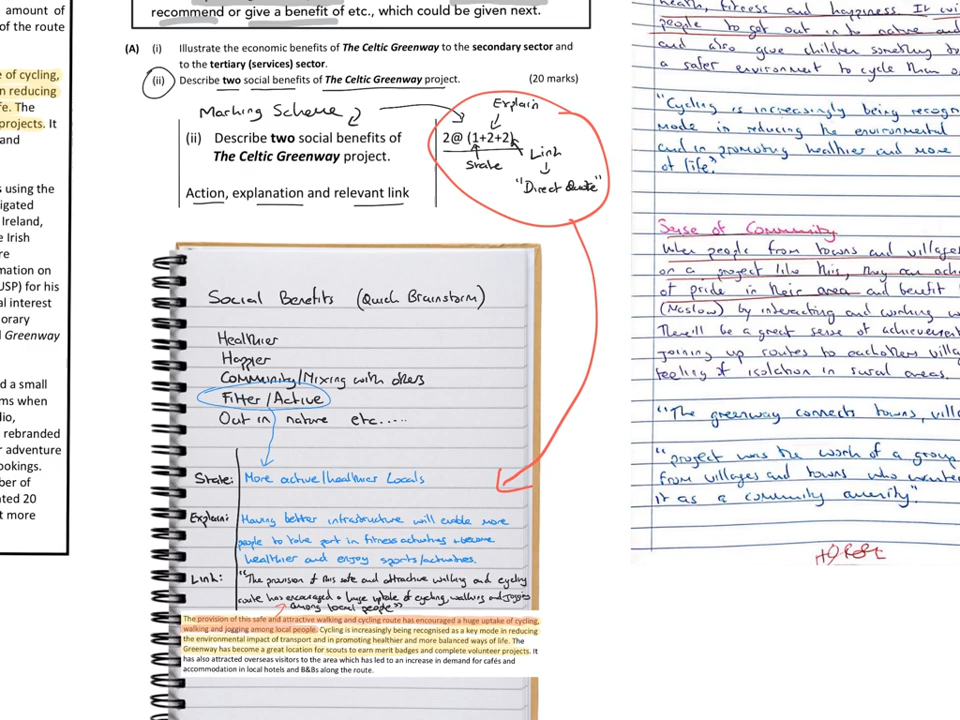 amount of
of the route
e of cycling,
n reducing
fe. The
projects. It
and
s using the
igated
Ireland,
e Irish
re
mation on
USP) for his
al interest
orary
Greenway
d a small
ms when
lio,
rebranded
r adventure
ookings.
ber of
ted 20
t more
recommend or give a benefit of etc., which could be given next.
(A) (i) Illustrate the economic benefits of The Celtic Greenway to the secondary sector and
to the tertiary (services) sector.
(ii) Describe two social benefits of The Celtic Greenway project. (20 marks)
Marking Scheme
Explain
(ii) Describe two social benefits of
The Celtic Greenway project.
Action, explanation and relevant link
2@ (1+2+2)
State
Link
"Direct Quote"
Social Benefits (Quick Brainstorm)
Healthier
Happier
Community/Mixing with others
Fitter/Active
Out in nature etc.....
State: More active/healthier Locals
Explain: Having better infrastructure will enable more
people to take part in fitness activities + become
healthier and enjoy sports/activities.
Link: "The provision of this safe and attractive walking and cycling
route has encouraged a huge uptake of cycling, walking and jogging
among local people"
The provision of this safe and attractive walking and cycling route has encouraged a huge uptake of cycling,
walking and jogging among local people. Cycling is increasingly being recognised as a key mode in reducing
the environmental impact of transport and in promoting healthier and more balanced ways of life. The
Greenway has become a great location for scouts to earn merit badges and complete volunteer projects. It
has also attracted overseas visitors to the area which has led to an increase in demand for cafés and
accommodation in local hotels and B&Bs along the route.
health, fitness and happiness. It wi
people to get out in to nature and
and also give children something t
a safer environment to cycle them o
"Cycling is increasingly being recogn
mode in reducing the environmental
and in promoting healthier and more
of life."
Sense of Community
When people from towns and villages
on a project like this, they can ach
of pride in their area and benefit
(Maslow) by interacting and working w
There'll be a great sense of achievement
joining up routes to eachothers villa
feeling of isolation in rural areas.
"The greenway connects towns, vill
"project was the work of a group
from villages and towns who wante
it as a community amenity"